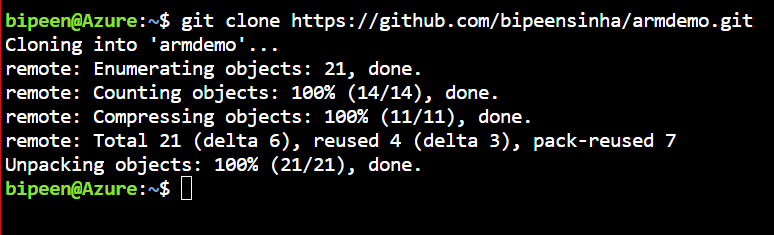 bipeen@Azure:~$ git clone https://github.com/bipeensinha/armdemo.git
Cloning into 'armdemo'...
remote: Enumerating objects: 21, done.
remote: Counting objects: 100% (14/14), done.
remote: Compressing objects: 100% (11/11), done.
remote: Total 21 (delta 6), reused 4 (delta 3), pack-reused 7
Unpacking objects: 100% (21/21), done.
bipeen@Azure:~$